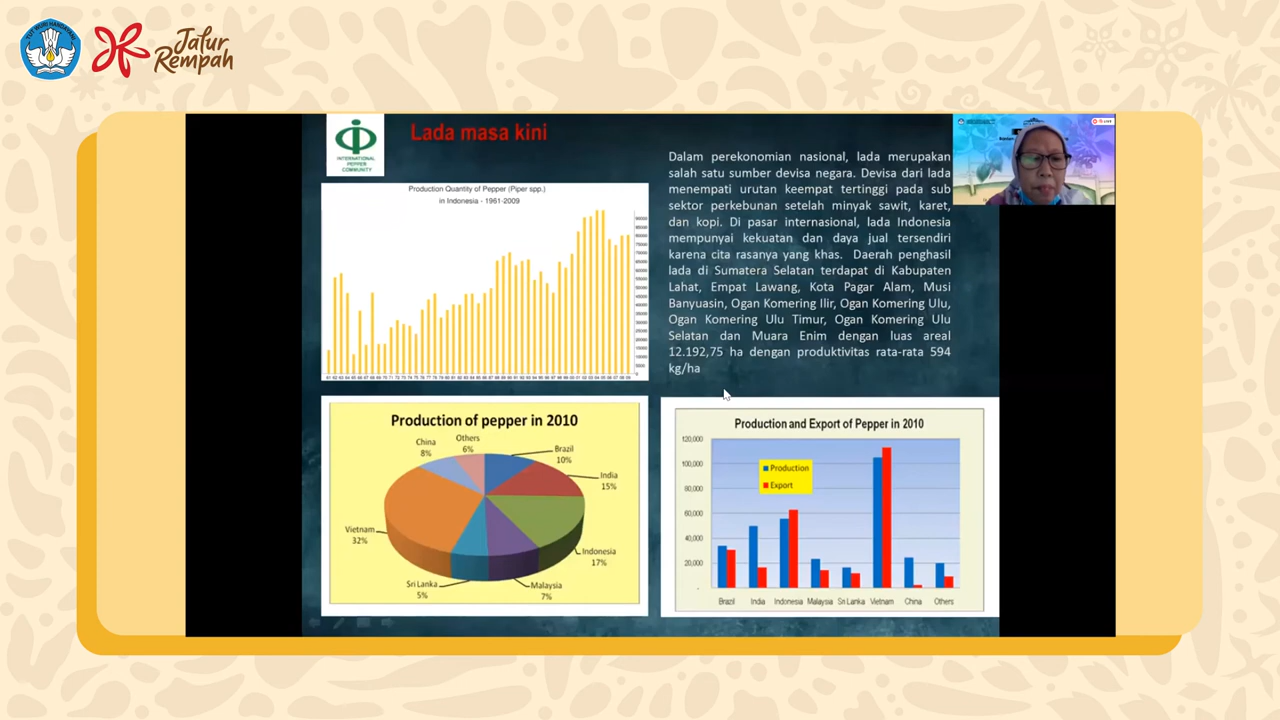 TUT WURI HANDAYANI
Jalur
Rempah
INTERNATIONAL
PEPPER
COMMUNITY
Lada masa kini
LIVE
Dalam perekonomian nasional, lada merupakan
salah satu sumber devisa negara. Devisa dari lada
menempati urutan keempat tertinggi pada sub
sektor perkebunan setelah minyak sawit, karet,
dan kopi. Di pasar internasional, lada Indonesia
mempunyai kekuatan dan daya jual tersendiri
karena cita rasanya yang khas. Daerah penghasil
lada di Sumatera Selatan terdapat di Kabupaten
Lahat, Empat Lawang, Kota Pagar Alam, Musi
Banyuasin, Ogan Komering Ilir, Ogan Komering Ulu,
Ogan Komering Ulu Timur, Ogan Komering Ulu
Selatan dan Muara Enim dengan luas areal
12.192,75 ha dengan produktivitas rata-rata 594
kg/ha
Production Quantity of Pepper (Piper spp.)
in Indonesia - 1961-2009
Production of pepper in 2010
China
8%
Others
6%
Brazil
10%
India
15%
Vietnam
32%
Indonesia
17%
Sri Lanka
5%
Malaysia
7%
Production and Export of Pepper in 2010
120,000
100,000
80,000
60,000
40,000
20,000
-
Production
Export
Brazil India Indonesia Malaysia Sri Lanka Vietnam China Others